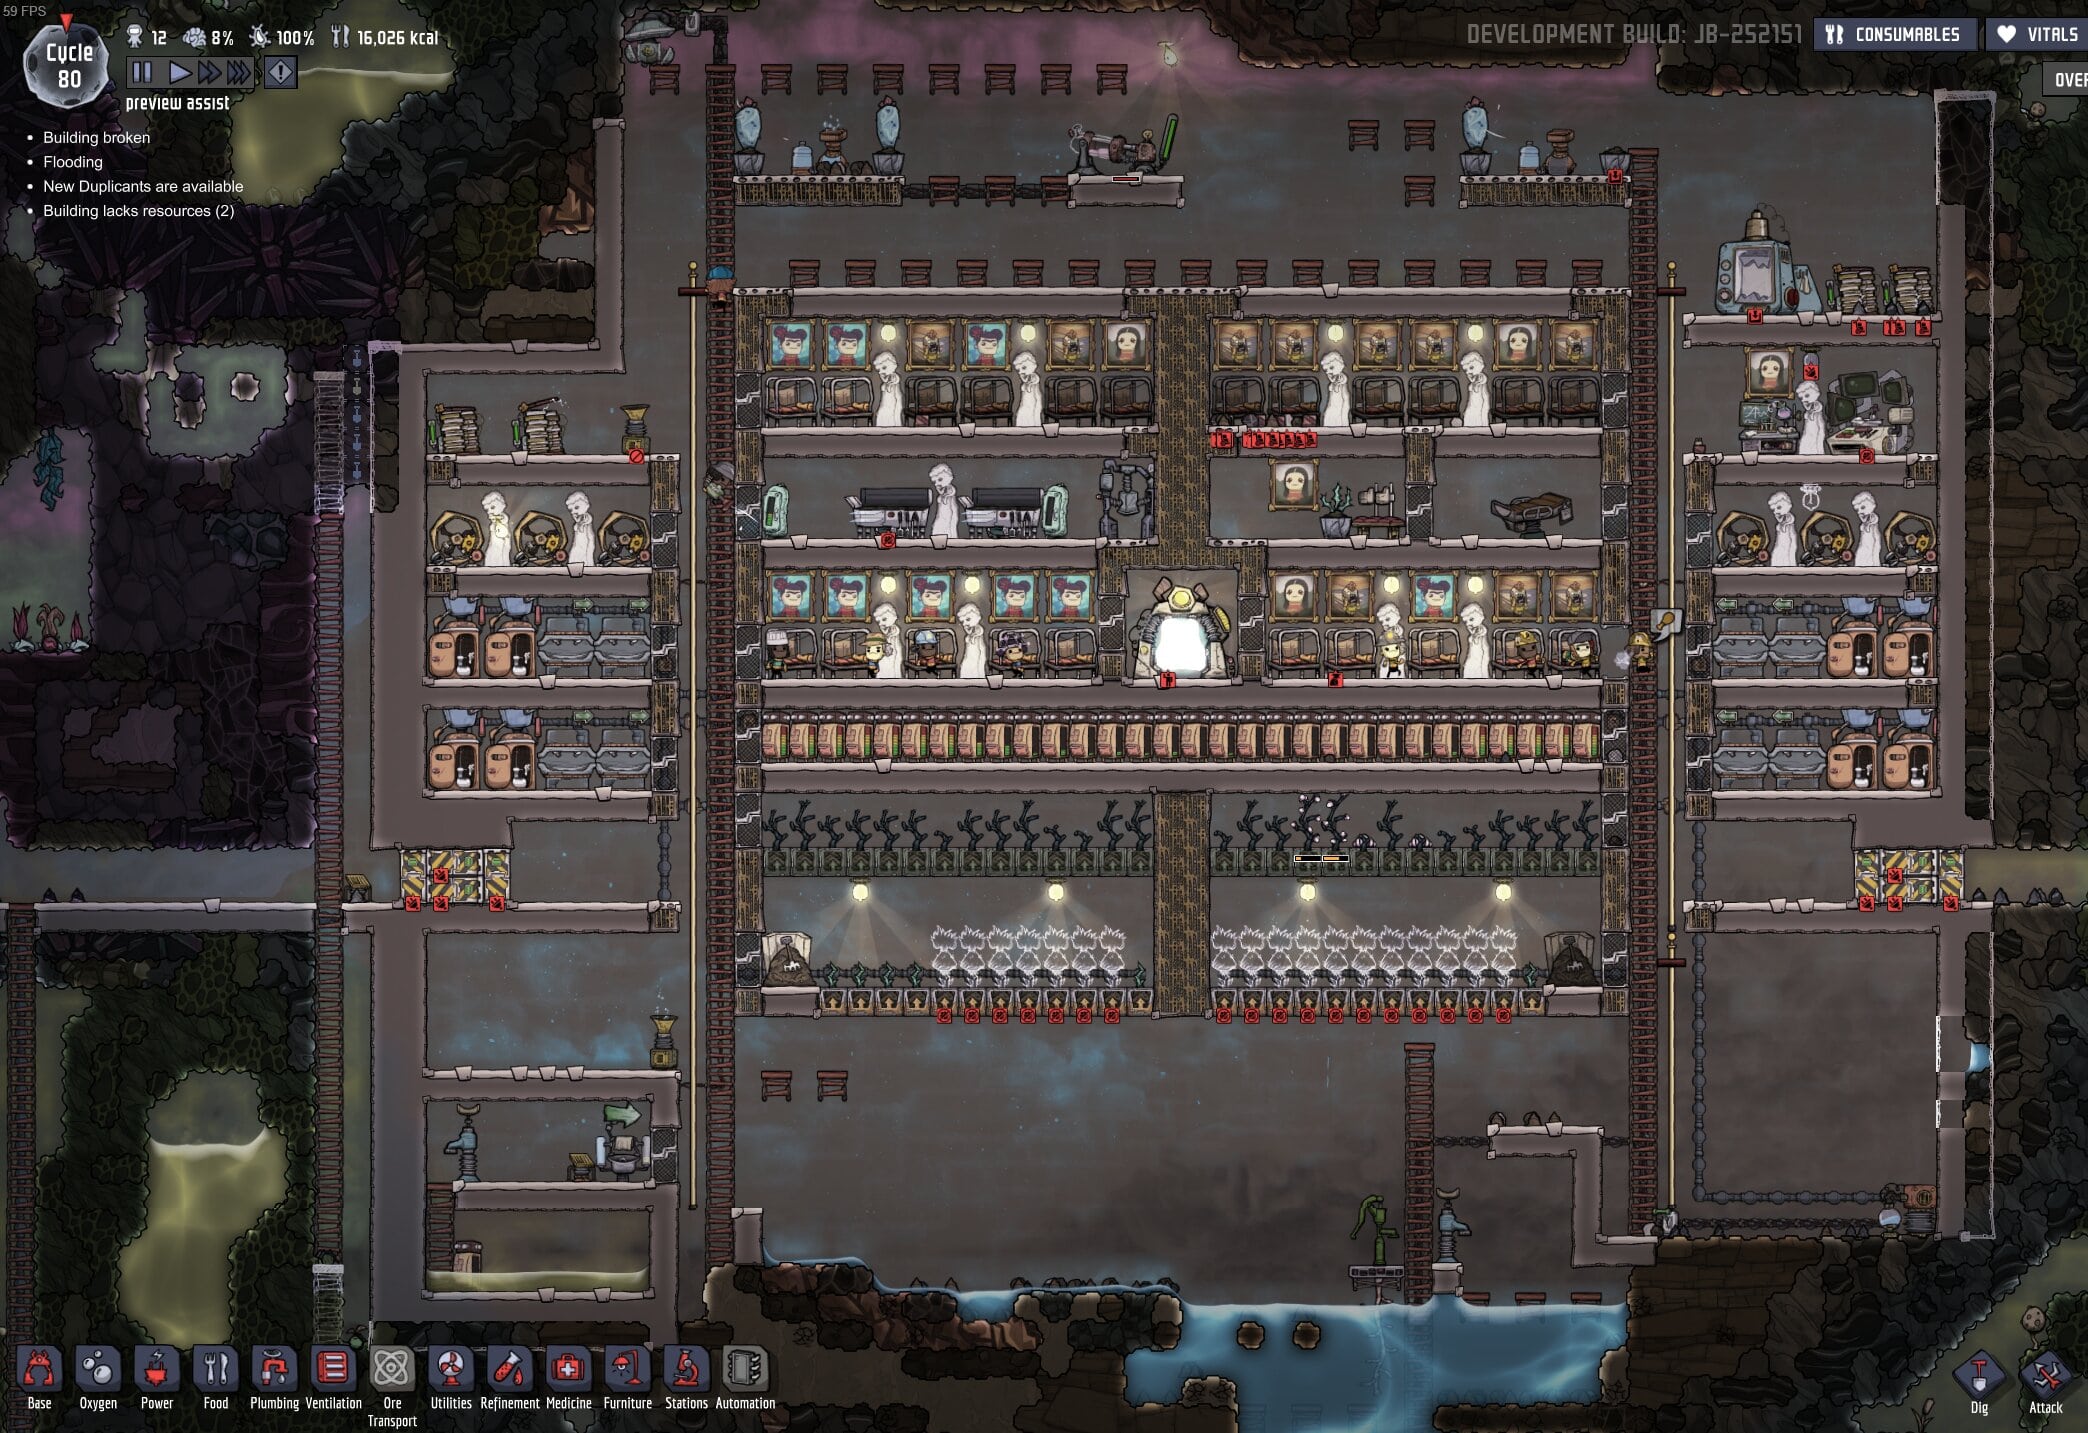 59 FPS
Cycle
80
12
8%
100%
16,026 kcal
preview assist
Building broken
Flooding
New Duplicants are available
Building lacks resources (2)
DEVELOPMENT BUILD: JB-252151
CONSUMABLES
VITALS
OVER
Base
Oxygen
Power
Food
Plumbing
Ventilation
Ore
Transport
Utilities
Refinement
Medicine
Furniture
Stations
Automation
Dig
Attack